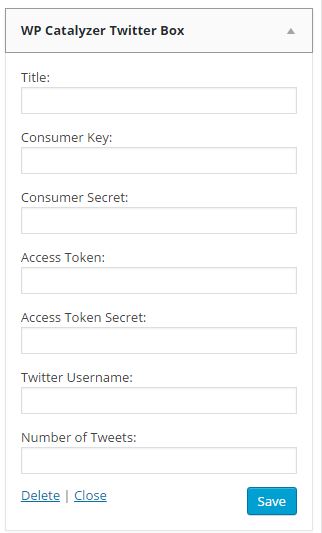 WP Catalyzer Twitter Box
Title:
Consumer Key:
Consumer Secret:
Access Token:
Access Token Secret:
Twitter Username:
Number of Tweets:
Delete | Close Save